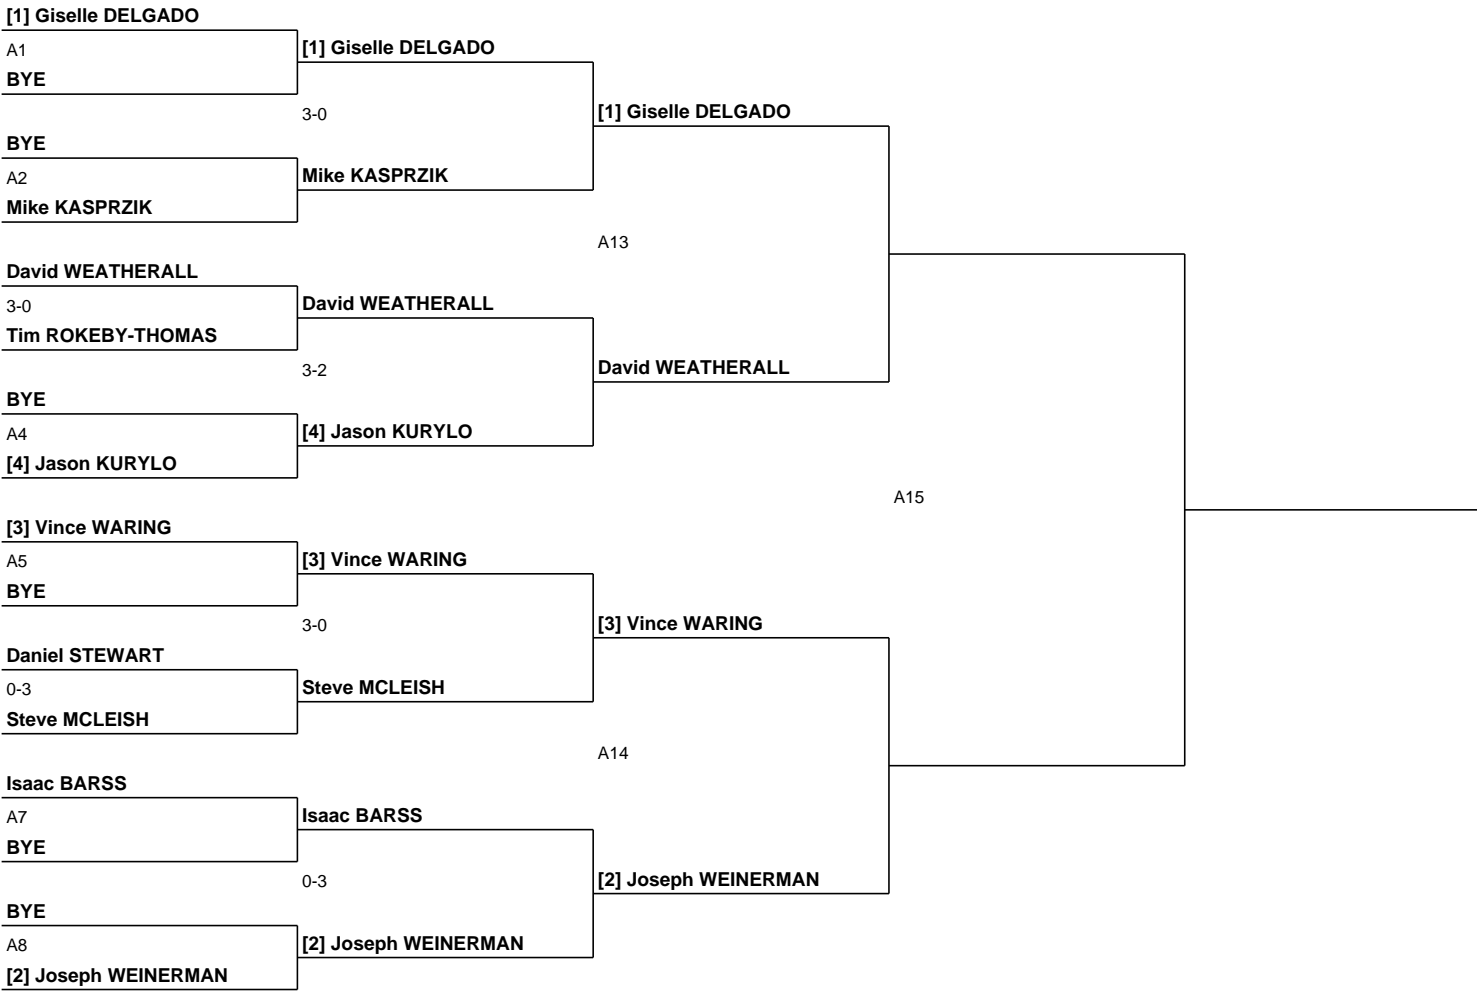 [1] Giselle DELGADO
A1
BYE
BYE
A2
Mike KASPRZIK
David WEATHERALL
3-0
Tim ROKEBY-THOMAS
BYE
A4
[4] Jason KURYLO
[3] Vince WARING
A5
BYE
Daniel STEWART
0-3
Steve MCLEISH
Isaac BARSS
A7
BYE
BYE
A8
[2] Joseph WEINERMAN
[1] Giselle DELGADO
3-0
Mike KASPRZIK
David WEATHERALL
3-2
[4] Jason KURYLO
[3] Vince WARING
3-0
Steve MCLEISH
Isaac BARSS
0-3
[2] Joseph WEINERMAN
[1] Giselle DELGADO
A13
David WEATHERALL
[3] Vince WARING
A14
[2] Joseph WEINERMAN
A15